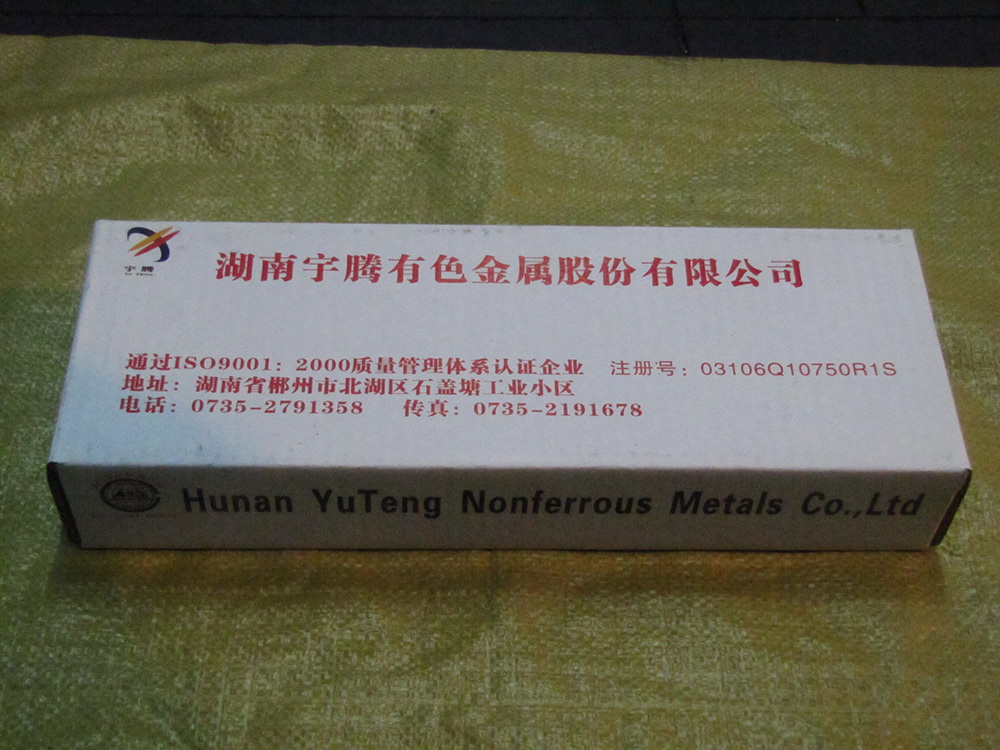 宇腾
湖南宇腾有色金属股份有限公司
通过ISO9001：2000质量管理体系认证企业 注册号：03106Q10750R1S
地址：湖南省郴州市北湖区石盖塘工业小区
电话：0735-2791358 传真：0735-2191678
Hunan YuTeng Nonferrous Metals Co.,Ltd